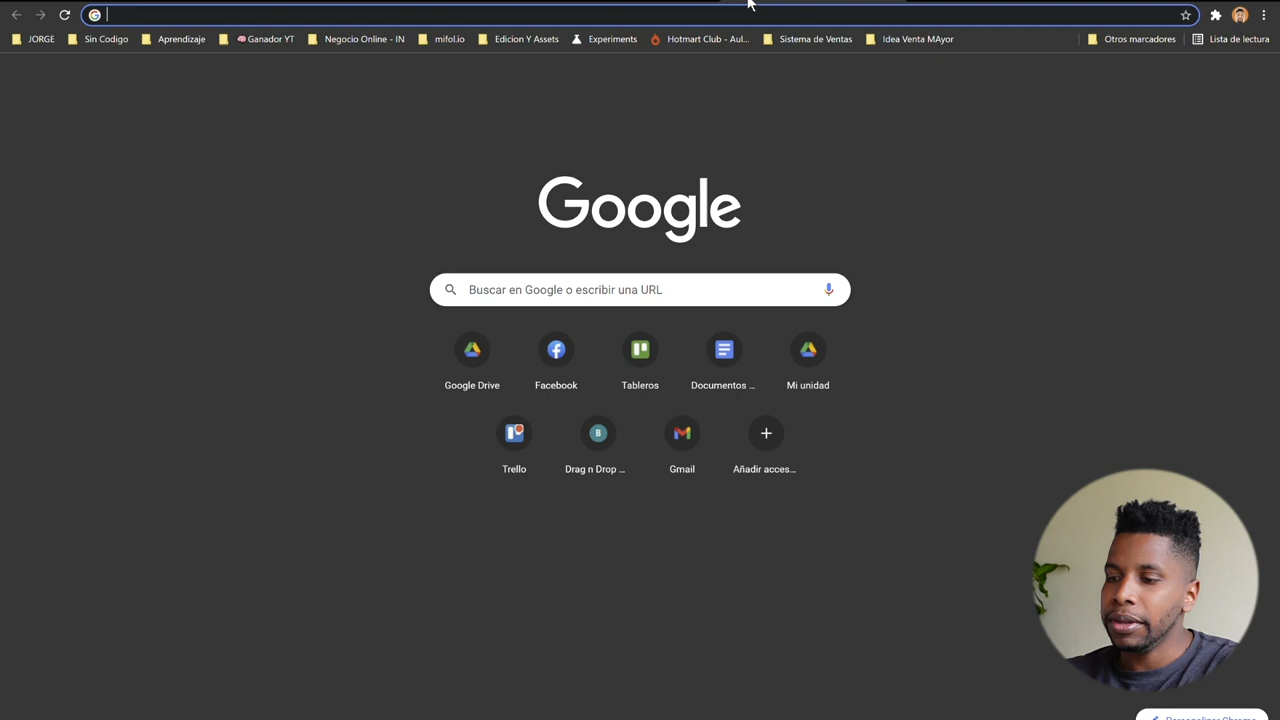 JORGE Sin Codigo Aprendizaje 🧠Ganador YT Negocio Online - IN mifol.io Edicion Y Assets Experiments Hotmart Club - Aul... Sistema de Ventas Idea Venta MAyor Otros marcadores Lista de lectura
Google
Buscar en Google o escribir una URL
Google Drive Facebook Tableros Documentos ... Mi unidad
B
Trello Drag n Drop ... Gmail Añadir acces...
Personalizar Chrome